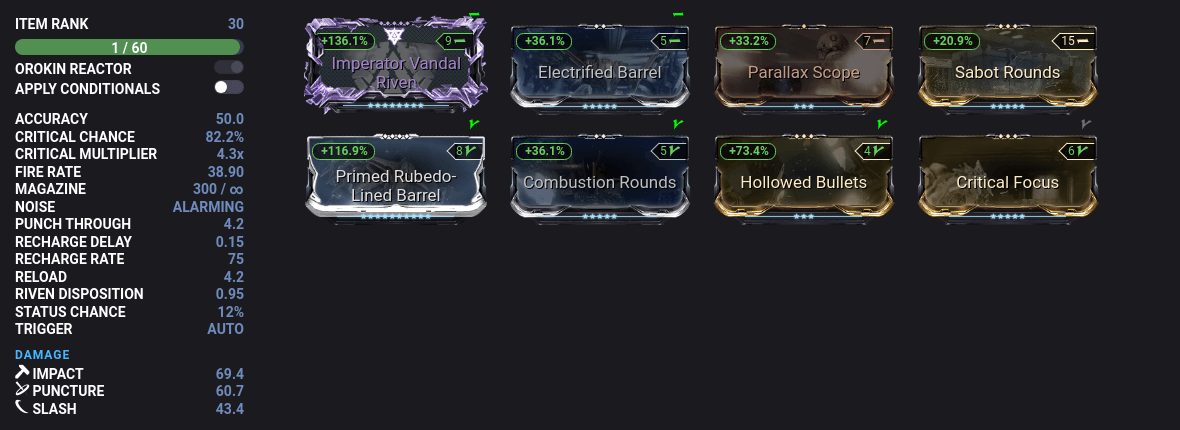 ITEM RANK 30
1 / 60
OROKIN REACTOR
APPLY CONDITIONALS
ACCURACY 50.0
CRITICAL CHANCE 82.2%
CRITICAL MULTIPLIER 4.3x
FIRE RATE 38.90
MAGAZINE 300 / ∞
NOISE ALARMING
PUNCH THROUGH 4.2
RECHARGE DELAY 0.15
RECHARGE RATE 75
RELOAD 4.2
RIVEN DISPOSITION 0.95
STATUS CHANCE 12%
TRIGGER AUTO
DAMAGE
IMPACT 69.4
PUNCTURE 60.7
SLASH 43.4
+136.1% 9
Imperator Vandal
Riven
+36.1% 5
Electrified Barrel
+33.2% 7
Parallax Scope
+20.9% 15
Sabot Rounds
+116.9% 8
Primed Rubedo-
Lined Barrel
+36.1% 5
Combustion Rounds
+73.4% 4
Hollowed Bullets
6
Critical Focus